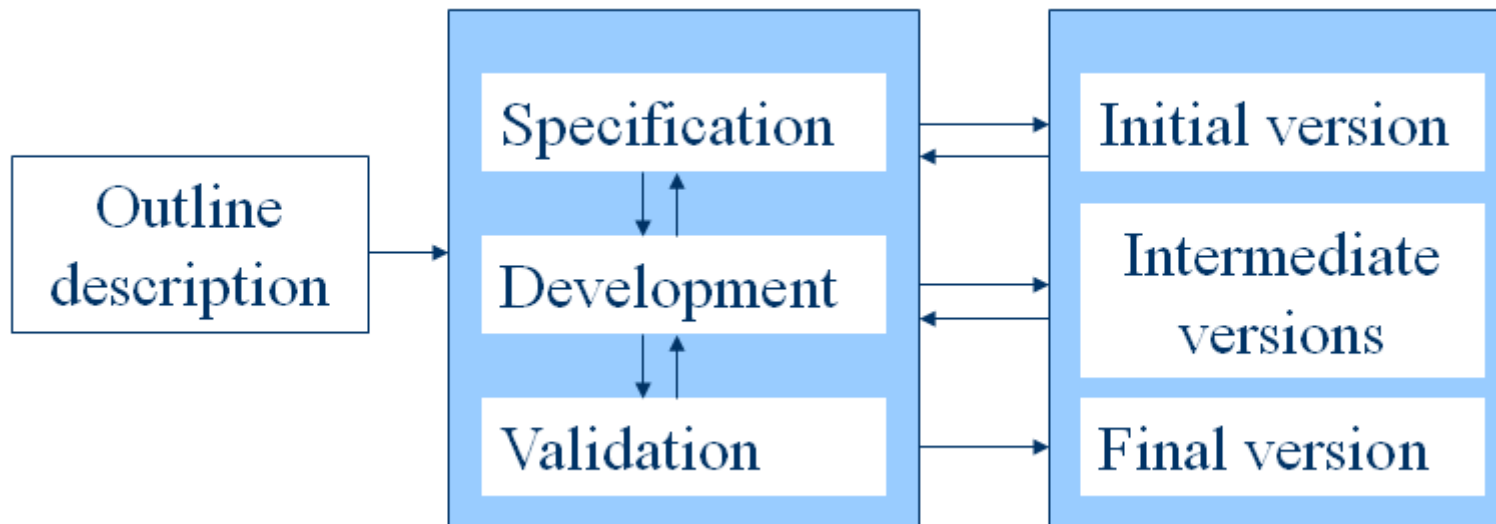 Outline
description
Specification
Development
Validation
Initial version
Intermediate
versions
Final version